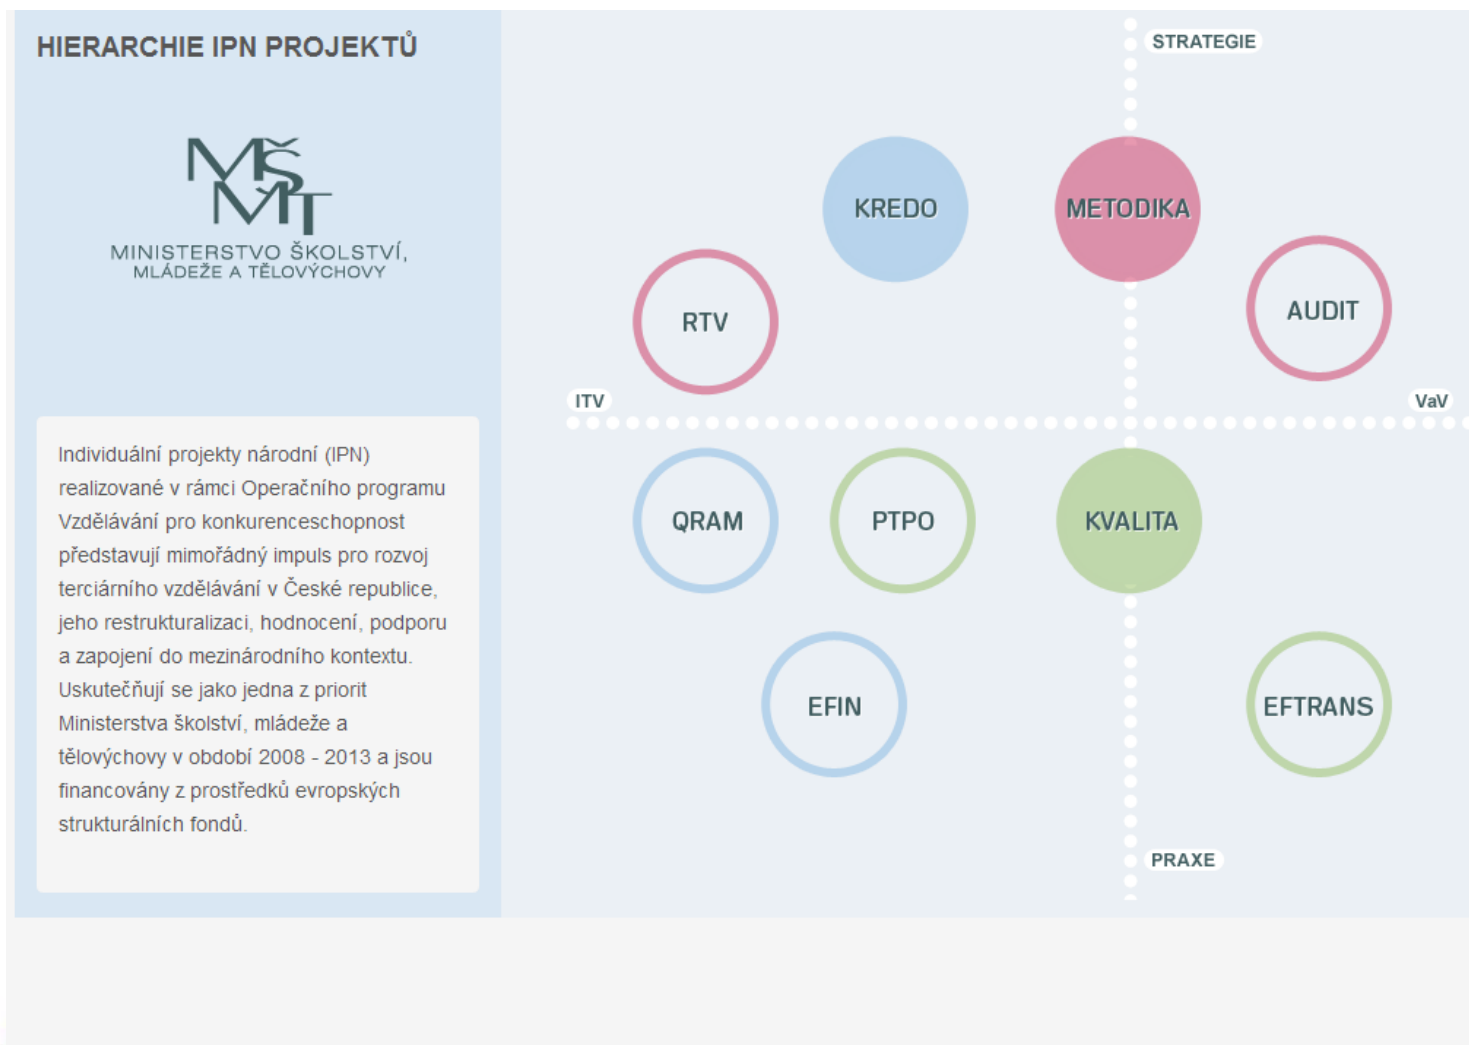 HIERARCHIE IPN PROJEKTŮ
MŠMT
MINISTERSTVO ŠKOLSTVÍ,
MLÁDEŽE A TĚLOVÝCHOVY
Individuální projekty národní (IPN)
realizované v rámci Operačního programu
Vzdělávání pro konkurenceschopnost
představují mimořádný impuls pro rozvoj
terciárního vzdělávání v České republice,
jeho restrukturalizaci, hodnocení, podporu
a zapojení do mezinárodního kontextu.
Uskutečňují se jako jedna z priorit
Ministerstva školství, mládeže a
tělovýchovy v období 2008 - 2013 a jsou
financovány z prostředků evropských
strukturálních fondů.
STRATEGIE
KREDO
METODIKA
RTV
AUDIT
ITV
VaV
QRAM
PTPO
KVALITA
EFIN
EFTRANS
PRAXE